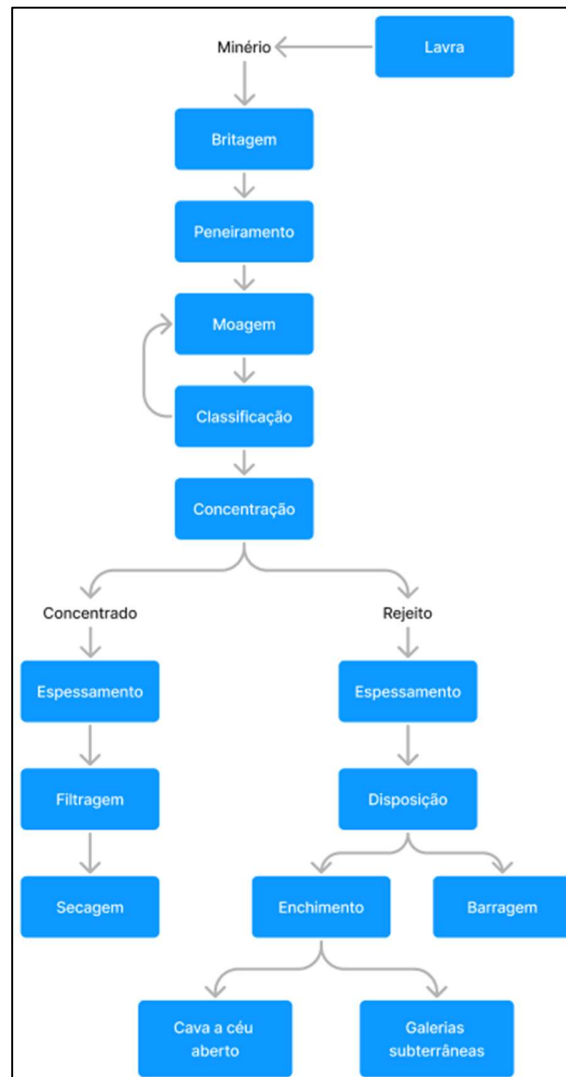 Minério
Lavra
Britagem
Peneiramento
Moagem
Classificação
Concentração
Concentrado
Rejeito
Espessamento
Espessamento
Filtragem
Disposição
Secagem
Enchimento
Barragem
Cava a céu
aberto
Galerias
subterrâneas